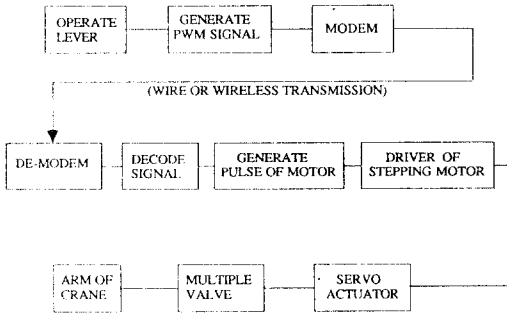 OPERATE
LEVER
GENERATE
PWM SIGNAL
MODEM
(WIRE OR WIRELESS TRANSMISSION)
DE-MODEM
DECODE
SIGNAL
GENERATE
PULSE OF MOTOR
DRIVER OF
STEPPING MOTOR
ARM OF
CRANE
MULTIPLE
VALVE
SERVO
ACTUATOR